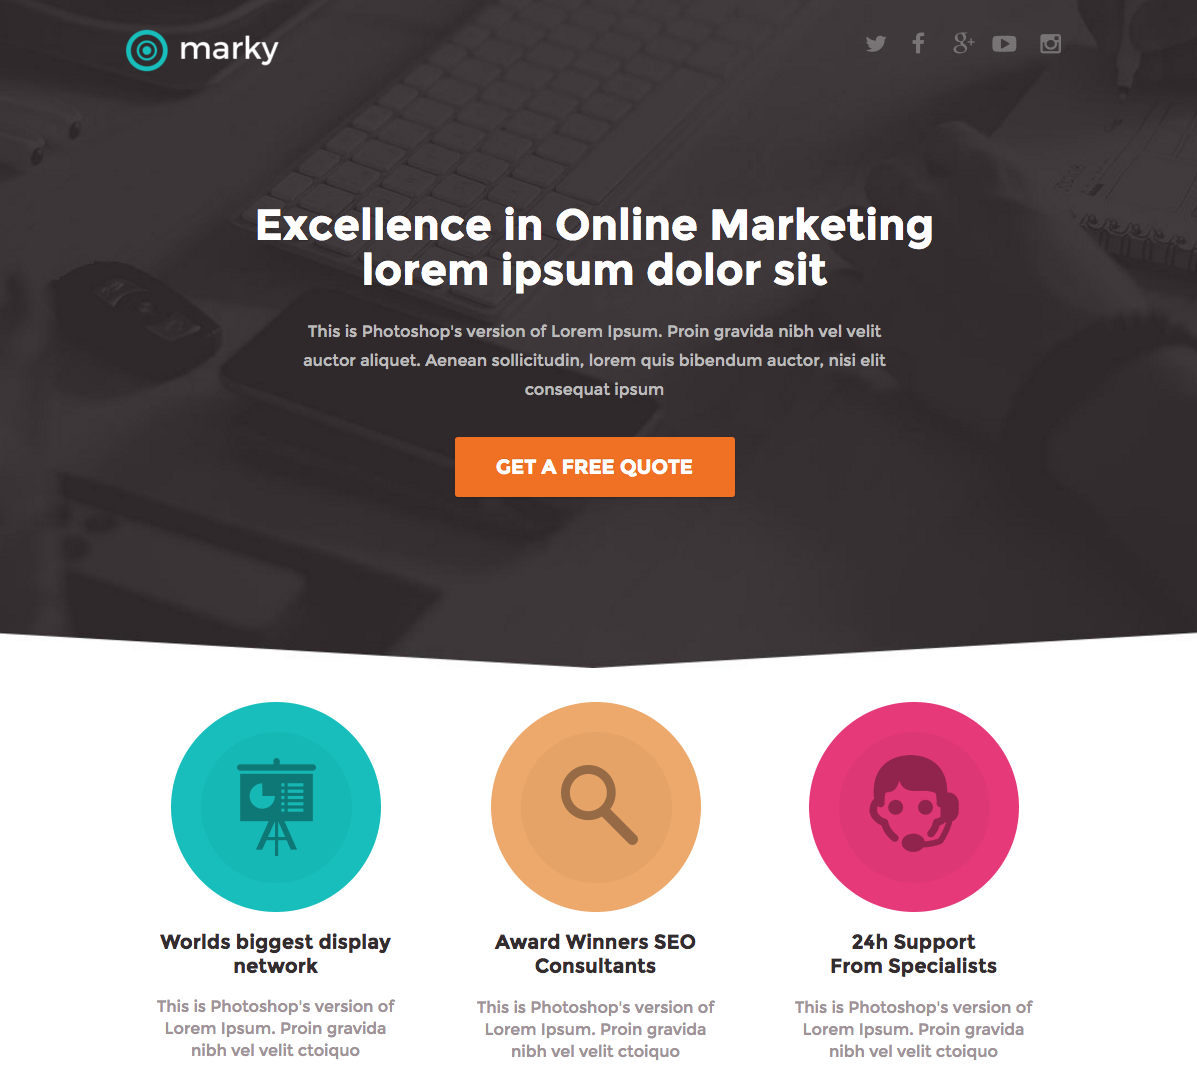 marky
Excellence in Online Marketing
lorem ipsum dolor sit
This is Photoshop's version of Lorem Ipsum. Proin gravida nibh vel velit
auctor aliquet. Aenean sollicitudin, lorem quis bibendum auctor, nisi elit
consequat ipsum
GET A FREE QUOTE
Worlds biggest display
network
This is Photoshop's version of
Lorem Ipsum. Proin gravida
nibh vel velit ctoiquo
Award Winners SEO
Consultants
This is Photoshop's version of
Lorem Ipsum. Proin gravida
nibh vel velit ctoiquo
24h Support
From Specialists
This is Photoshop's version of
Lorem Ipsum. Proin gravida
nibh vel velit ctoiquo